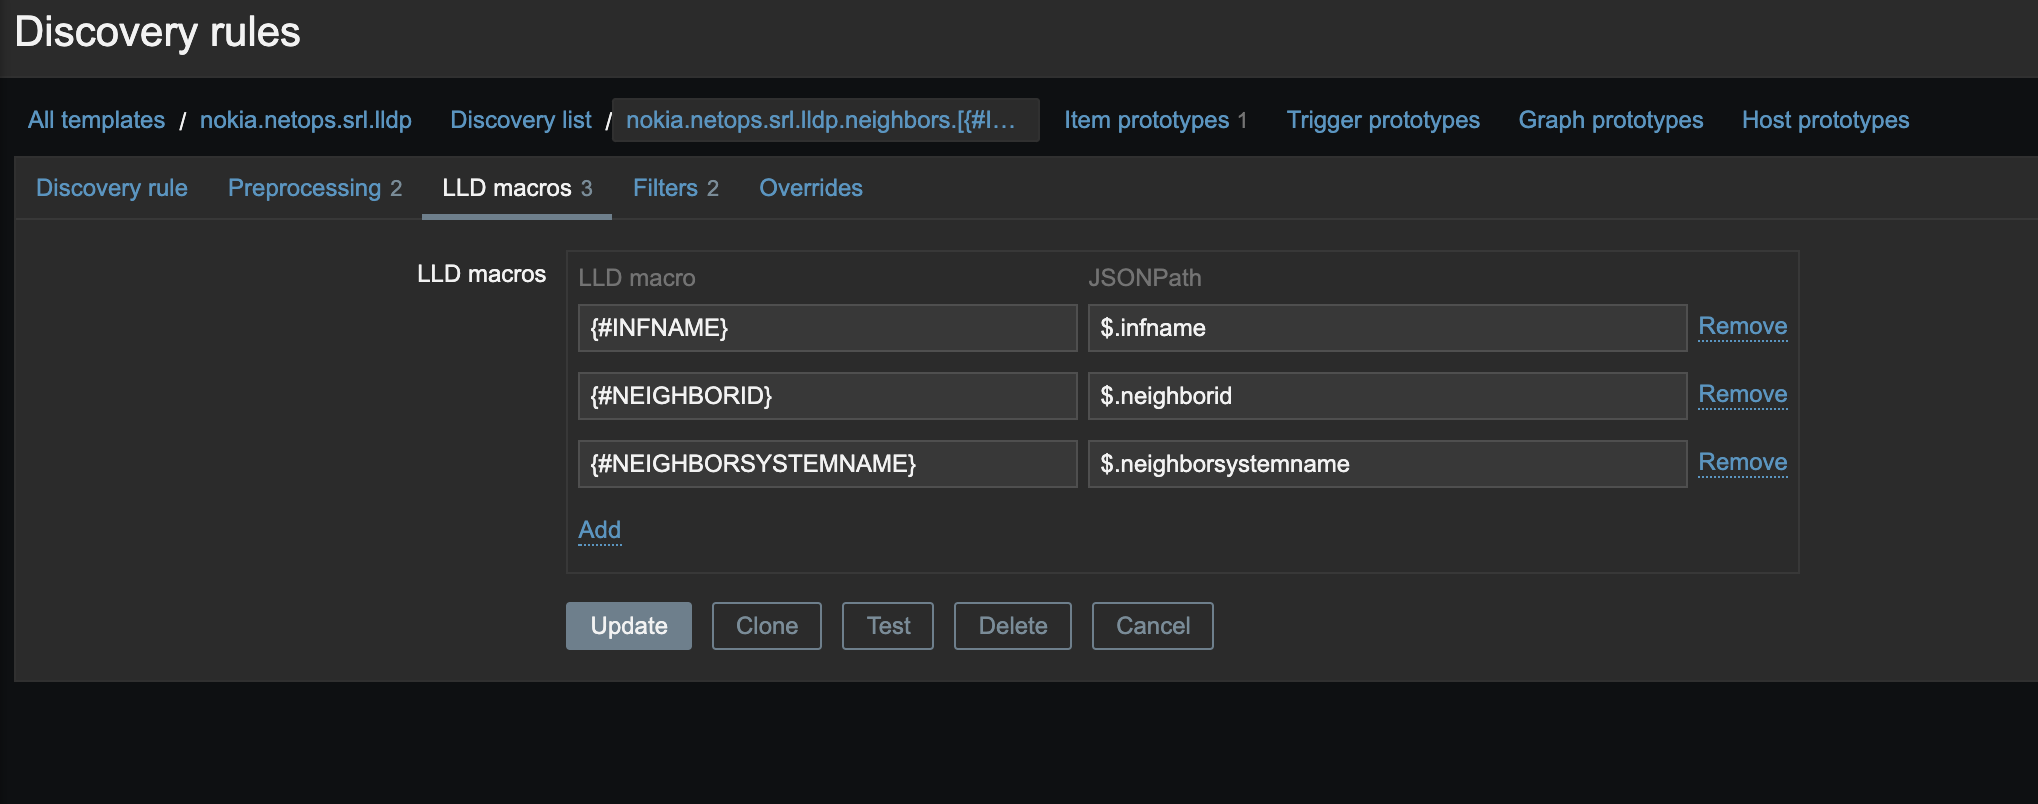 Discovery rules
All templates / nokia.netops.srl.lldp Discovery list / nokia.netops.srl.lldp.neighbors.[{#I... Item prototypes 1 Trigger prototypes Graph prototypes Host prototypes
Discovery rule Preprocessing 2 LLD macros 3 Filters 2 Overrides
LLD macros LLD macro JSONPath
{#INFNAME} $.infname Remove
{#NEIGHBORID} $.neighborid Remove
{#NEIGHBORSYSTEMNAME} $.neighborsystemname Remove
Add
Update Clone Test Delete Cancel